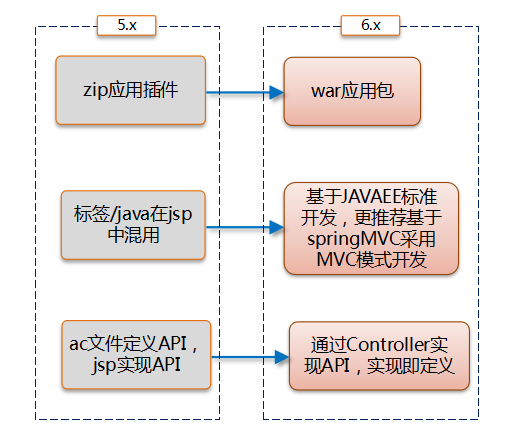 5.x
6.x
zip应用插件
war应用包
标签/java在jsp
中混用
基于JAVAEE标准
开发，更推荐基于
springMVC采用
MVC模式开发
ac文件定义API，
jsp实现API
通过Controller实
现API，实现即定义